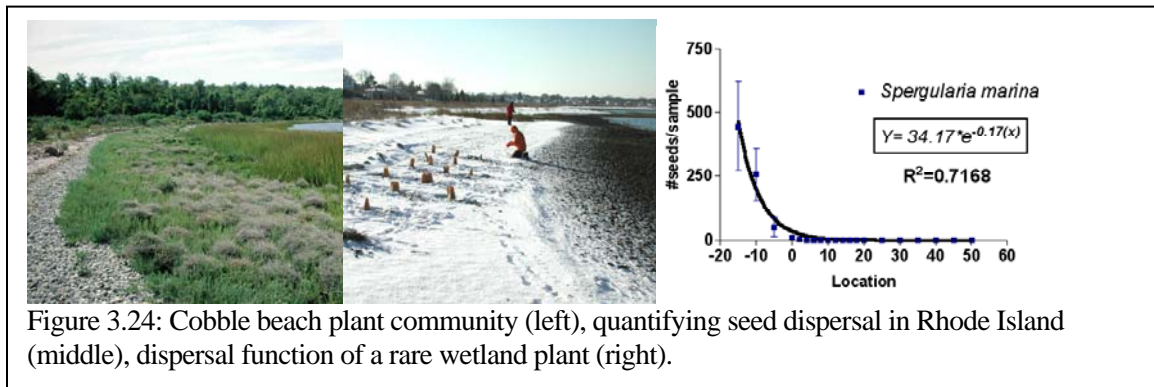 750
500
250
0
#seeds/sample
-20 -10 0 10 20 30 40 50 60
Location
Spergularia marina
Y= 34.17*e-0.17(x)
R2=0.7168
Figure 3.24: Cobble beach plant community (left), quantifying seed dispersal in Rhode Island
(middle), dispersal function of a rare wetland plant (right).